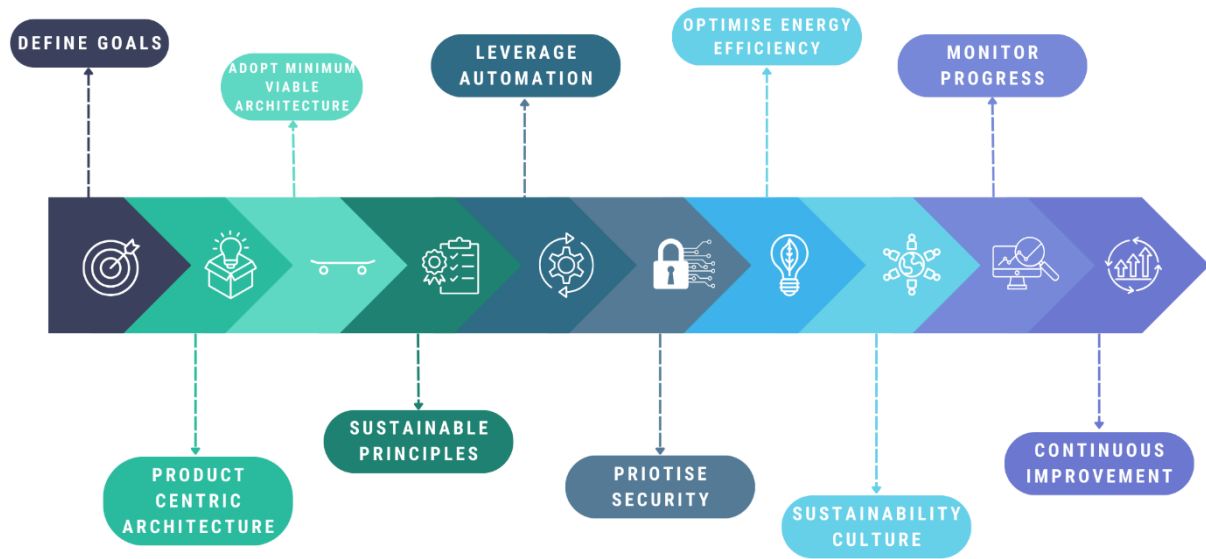 DEFINE GOALS
ADOPT MINIMUM
VIABLE
ARCHITECTURE
LEVERAGE
AUTOMATION
OPTIMISE ENERGY
EFFICIENCY
MONITOR
PROGRESS
PRODUCT
CENTRIC
ARCHITECTURE
SUSTAINABLE
PRINCIPLES
PRIOTISE
SECURITY
SUSTAINABILITY
CULTURE
CONTINUOUS
IMPROVEMENT